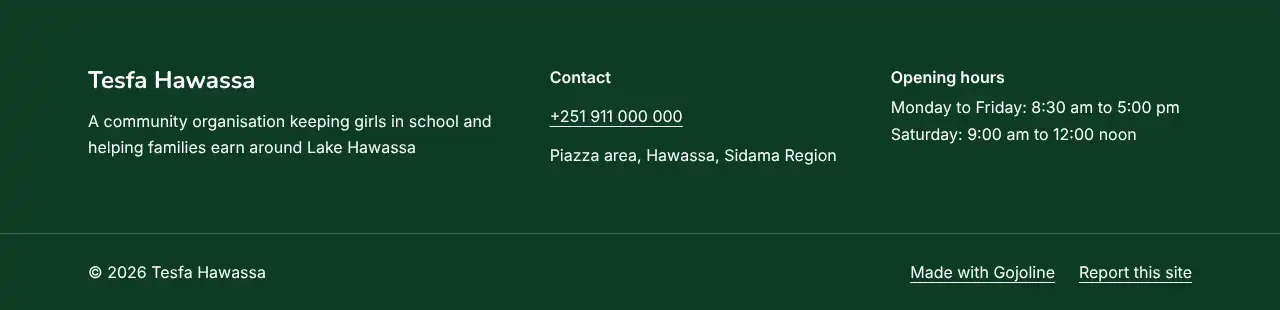 Tesfa Hawassa
A community organisation keeping girls in school and
helping families earn around Lake Hawassa
Contact
+251 911 000 000
Piazza area, Hawassa, Sidama Region
Opening hours
Monday to Friday: 8:30 am to 5:00 pm
Saturday: 9:00 am to 12:00 noon
© 2026 Tesfa Hawassa
Made with Gojoline
Report this site